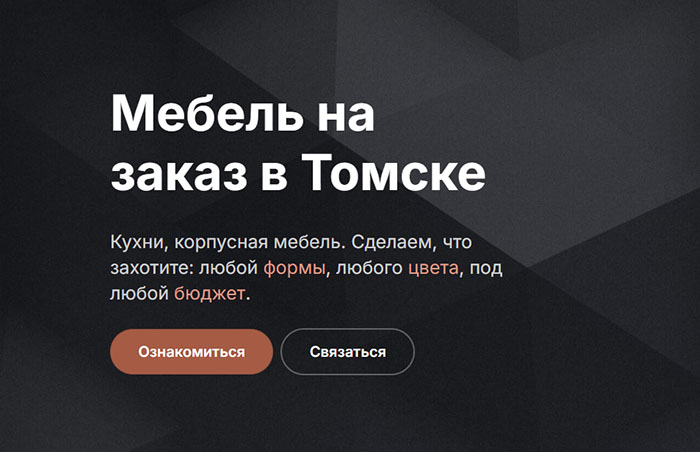 Мебель на
заказ в Томске
Кухни, корпусная мебель. Сделаем, что
захотите: любой формы, любого цвета, под
любой бюджет.
Ознакомиться
Связаться